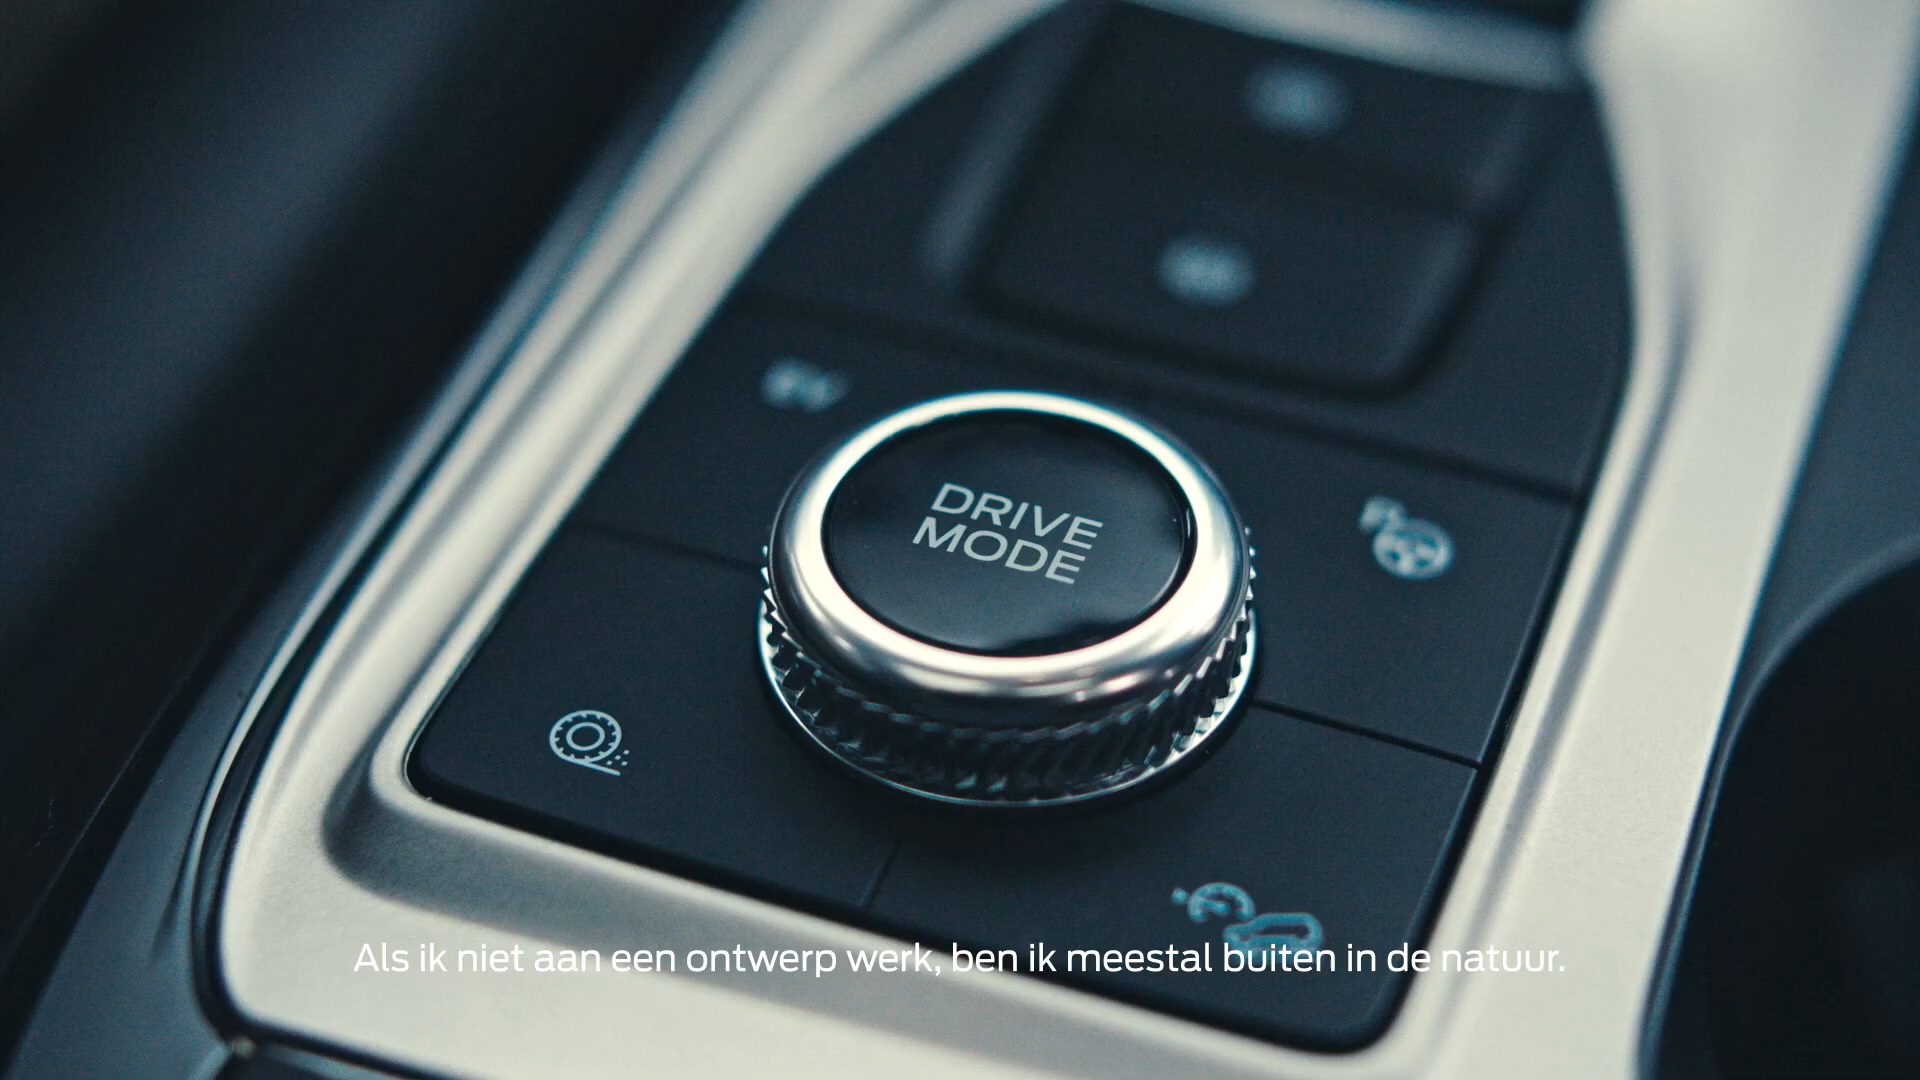 DRIVE
MODE
Als ik niet aan een ontwerp werk, ben ik meestal buiten in de natuur.